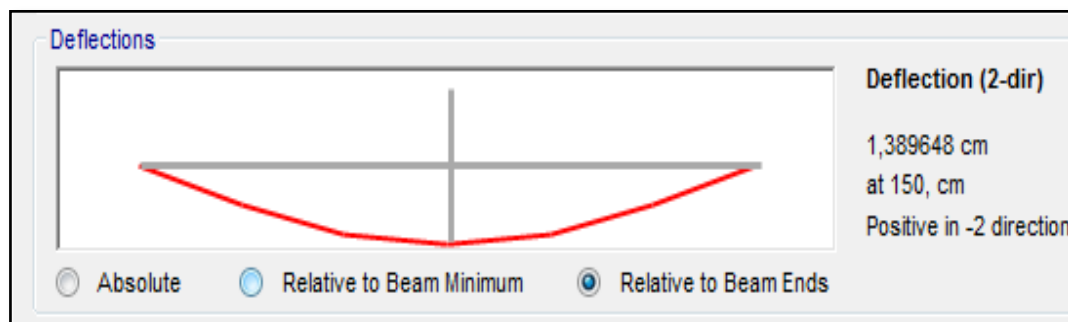 Deflections
Deflection (2-dir)
1,389648 cm
at 150, cm
Positive in -2 direction
Absolute
Relative to Beam Minimum
Relative to Beam Ends